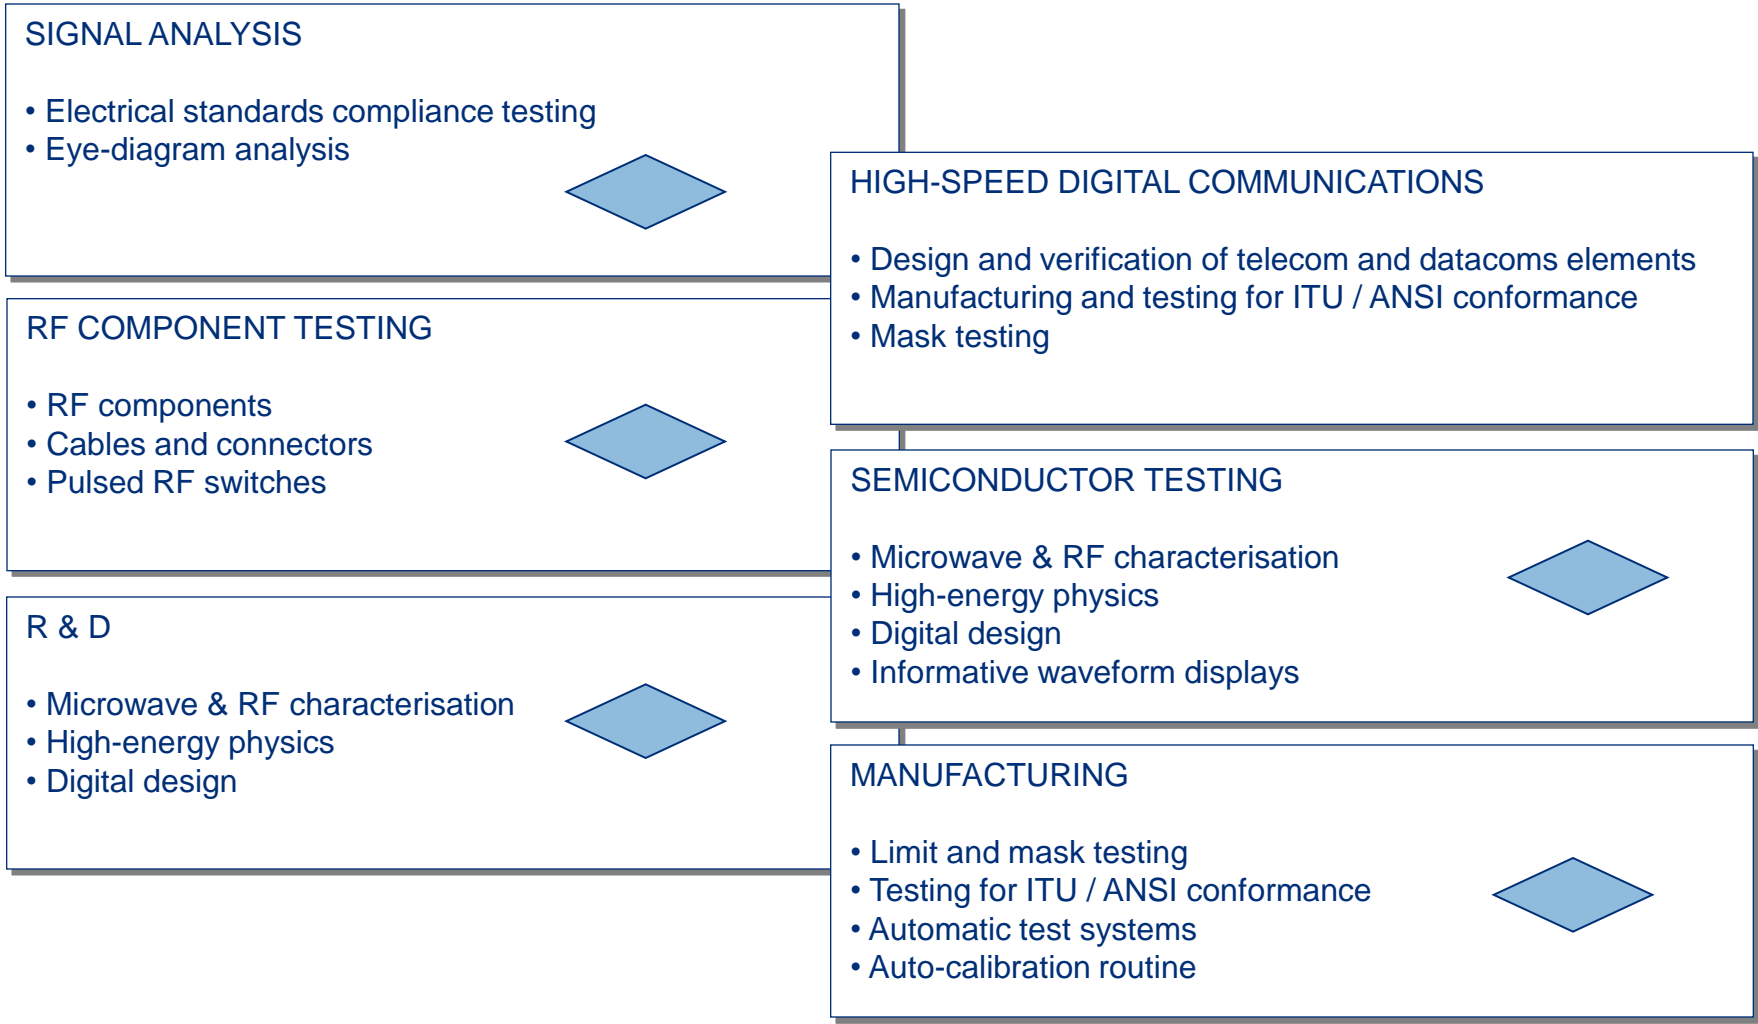 SIGNAL ANALYSIS
• Electrical standards compliance testing
• Eye-diagram analysis
RF COMPONENT TESTING
• RF components
• Cables and connectors
• Pulsed RF switches
R & D
• Microwave & RF characterisation
• High-energy physics
• Digital design
HIGH-SPEED DIGITAL COMMUNICATIONS
• Design and verification of telecom and datacoms elements
• Manufacturing and testing for ITU / ANSI conformance
• Mask testing
SEMICONDUCTOR TESTING
• Microwave & RF characterisation
• High-energy physics
• Digital design
• Informative waveform displays
MANUFACTURING
• Limit and mask testing
• Testing for ITU / ANSI conformance
• Automatic test systems
• Auto-calibration routine